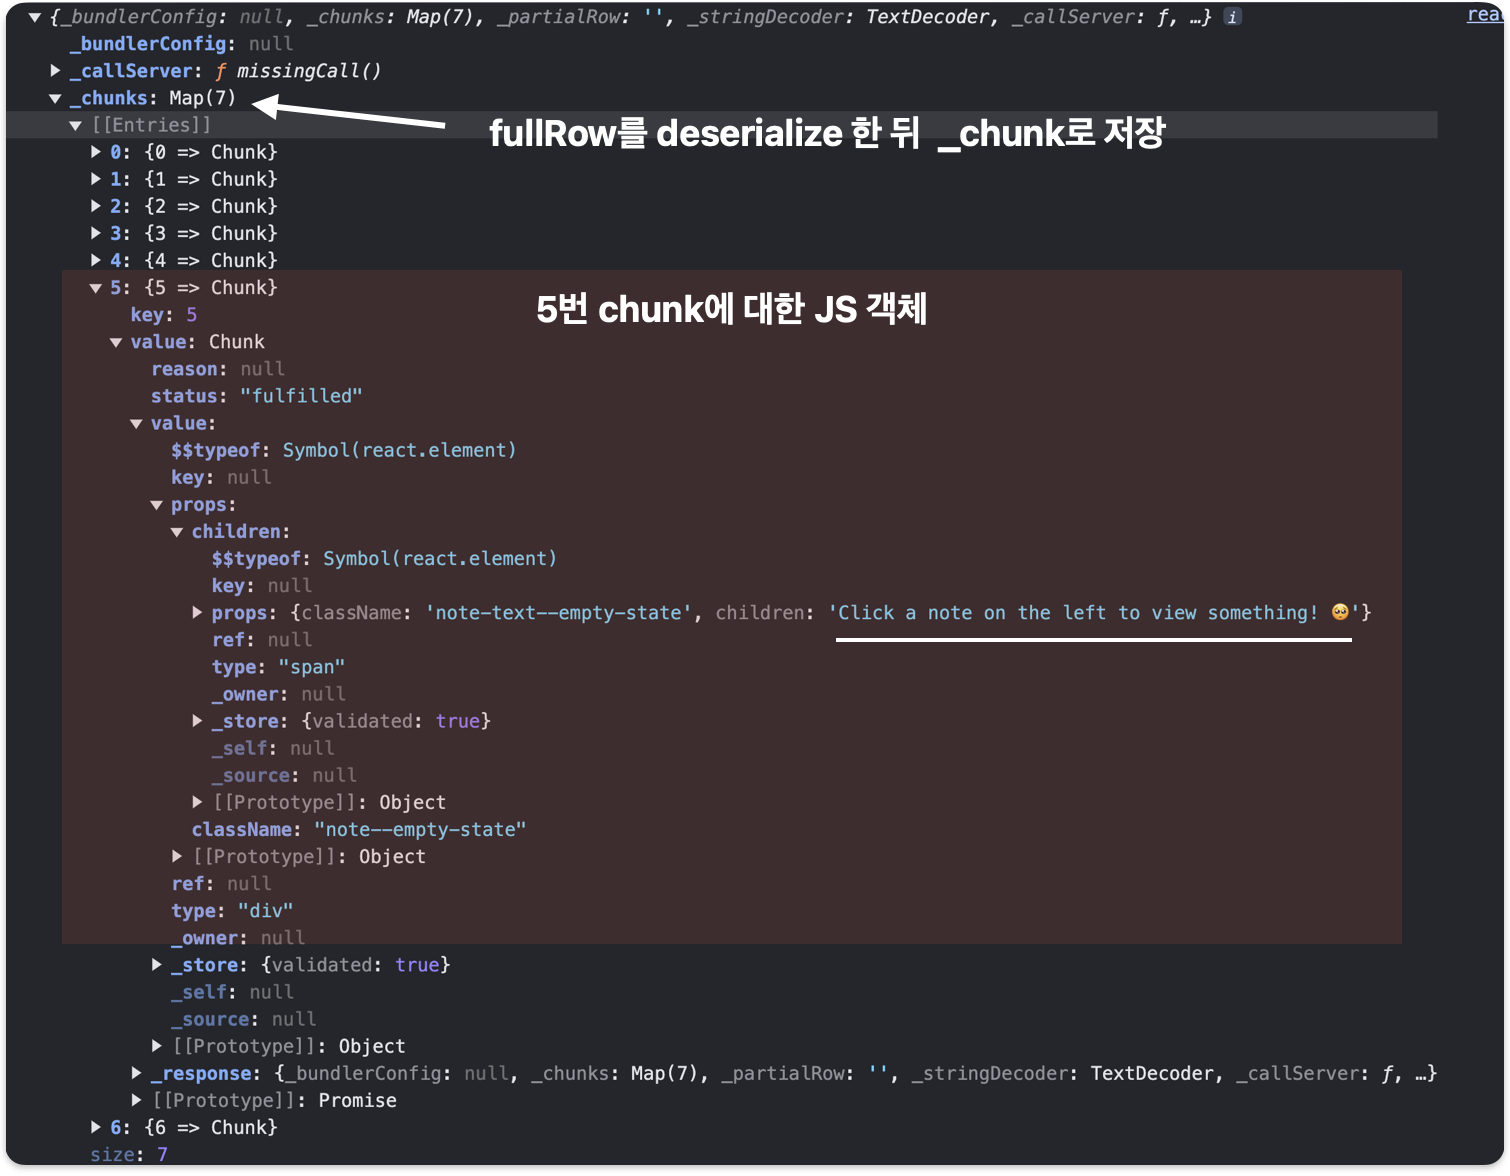 ▼ {_bundlerConfig: null, _chunks: Map(7), _partialRow: '', _stringDecoder: TextDecoder, _callServer: ƒ, …} i
_bundlerConfig: null
▶ _callServer: ƒ missingCall()
▼ _chunks: Map(7)
▼ [[Entries]]
fullRow를 deserialize 한 뒤 _chunk로 저장
▶ 0: {0 => Chunk}
▶ 1: {1 => Chunk}
▶ 2: {2 => Chunk}
▶ 3: {3 => Chunk}
▶ 4: {4 => Chunk}
▼ 5: {5 => Chunk}
5번 chunk에 대한 JS 객체
key: 5
▼ value: Chunk
reason: null
status: "fulfilled"
▼ value:
$$typeof: Symbol(react.element)
key: null
▼ props:
▼ children:
$$typeof: Symbol(react.element)
key: null
▶ props: {className: 'note-text--empty-state', children: 'Click a note on the left to view something! 🥺'}
ref: null
type: "span"
_owner: null
▶ _store: {validated: true}
_self: null
_source: null
▶ [[Prototype]]: Object
className: "note--empty-state"
▶ [[Prototype]]: Object
ref: null
type: "div"
_owner: null
▶ _store: {validated: true}
_self: null
_source: null
▶ [[Prototype]]: Object
▶ _response: {_bundlerConfig: null, _chunks: Map(7), _partialRow: '', _stringDecoder: TextDecoder, _callServer: ƒ, …}
▶ [[Prototype]]: Promise
▶ 6: {6 => Chunk}
size: 7